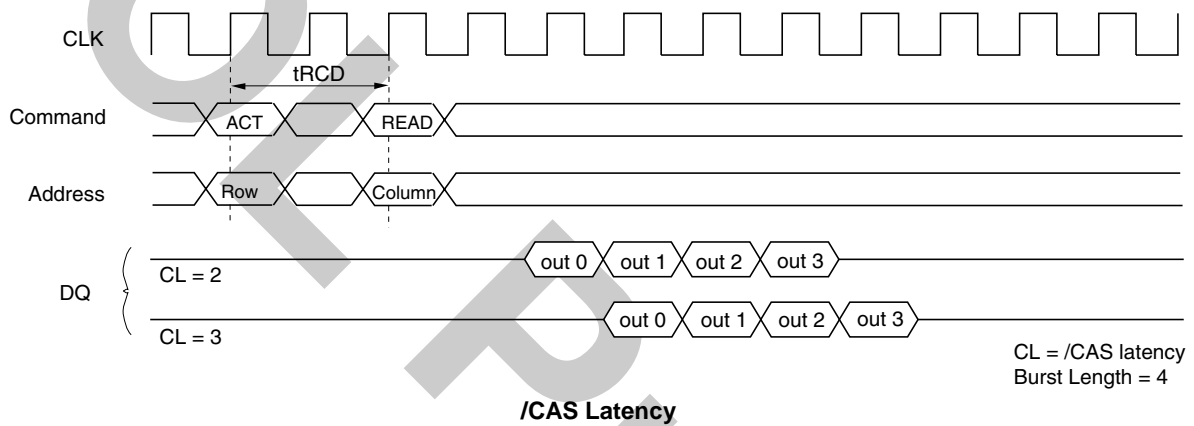 CLK
tRCD
Command ACT READ
Address Row Column
DQ
CL = 2 out 0 out 1 out 2 out 3
CL = 3 out 0 out 1 out 2 out 3
CL = /CAS latency
Burst Length = 4
/CAS Latency